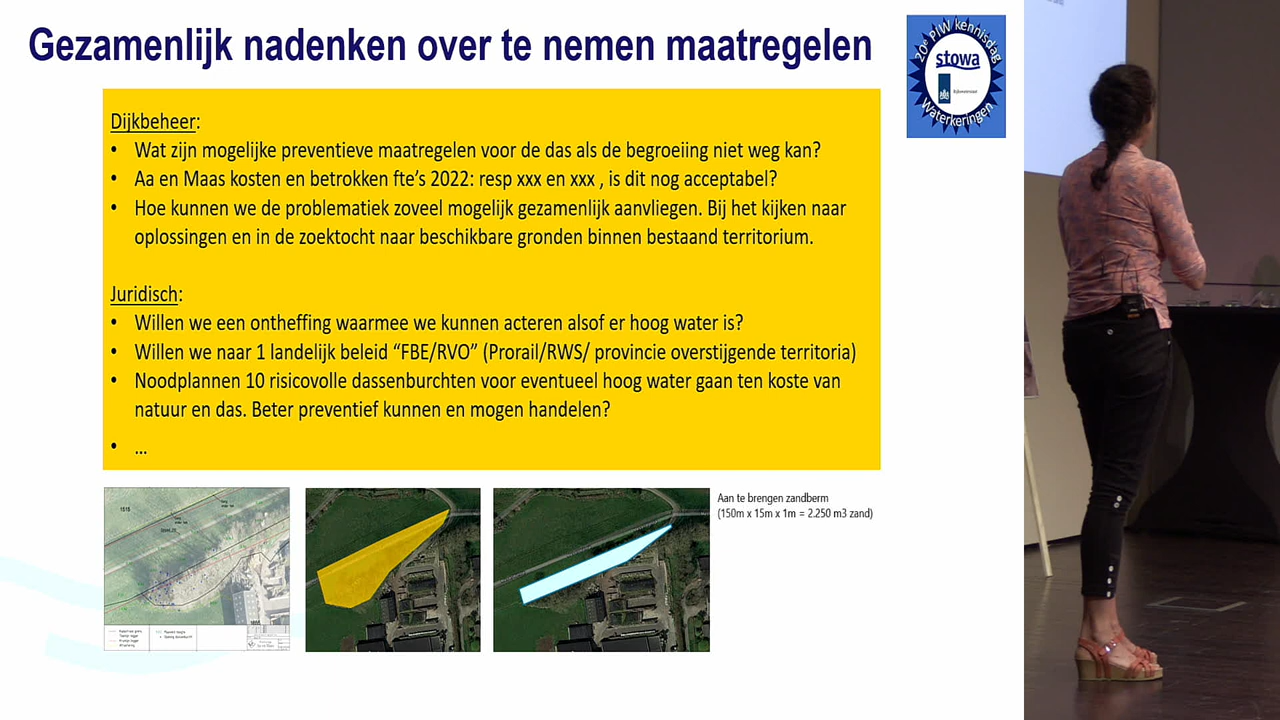 Gezamenlijk nadenken over te nemen maatregelen
20e PIW kennisdag
stowa
Rijkswaterstaat
Waterkeringen
Dijkbeheer:
• Wat zijn mogelijke preventieve maatregelen voor de das als de begroeiing niet weg kan?
• Aa en Maas kosten en betrokken fte's 2022: resp xxx en xxx , is dit nog acceptabel?
• Hoe kunnen we de problematiek zoveel mogelijk gezamenlijk aanvliegen. Bij het kijken naar
oplossingen en in de zoektocht naar beschikbare gronden binnen bestaand territorium.
Juridisch:
• Willen we een ontheffing waarmee we kunnen acteren alsof er hoog water is?
• Willen we naar 1 landelijk beleid “FBE/RVO” (Prorail/RWS/ provincie overstijgende territoria)
• Noodplannen 10 risicovolle dassenburchten voor eventueel hoog water gaan ten koste van
natuur en das. Beter preventief kunnen en mogen handelen?
• ...
Aan te brengen zandberm
(150m x 15m x 1m = 2.250 m3 zand)